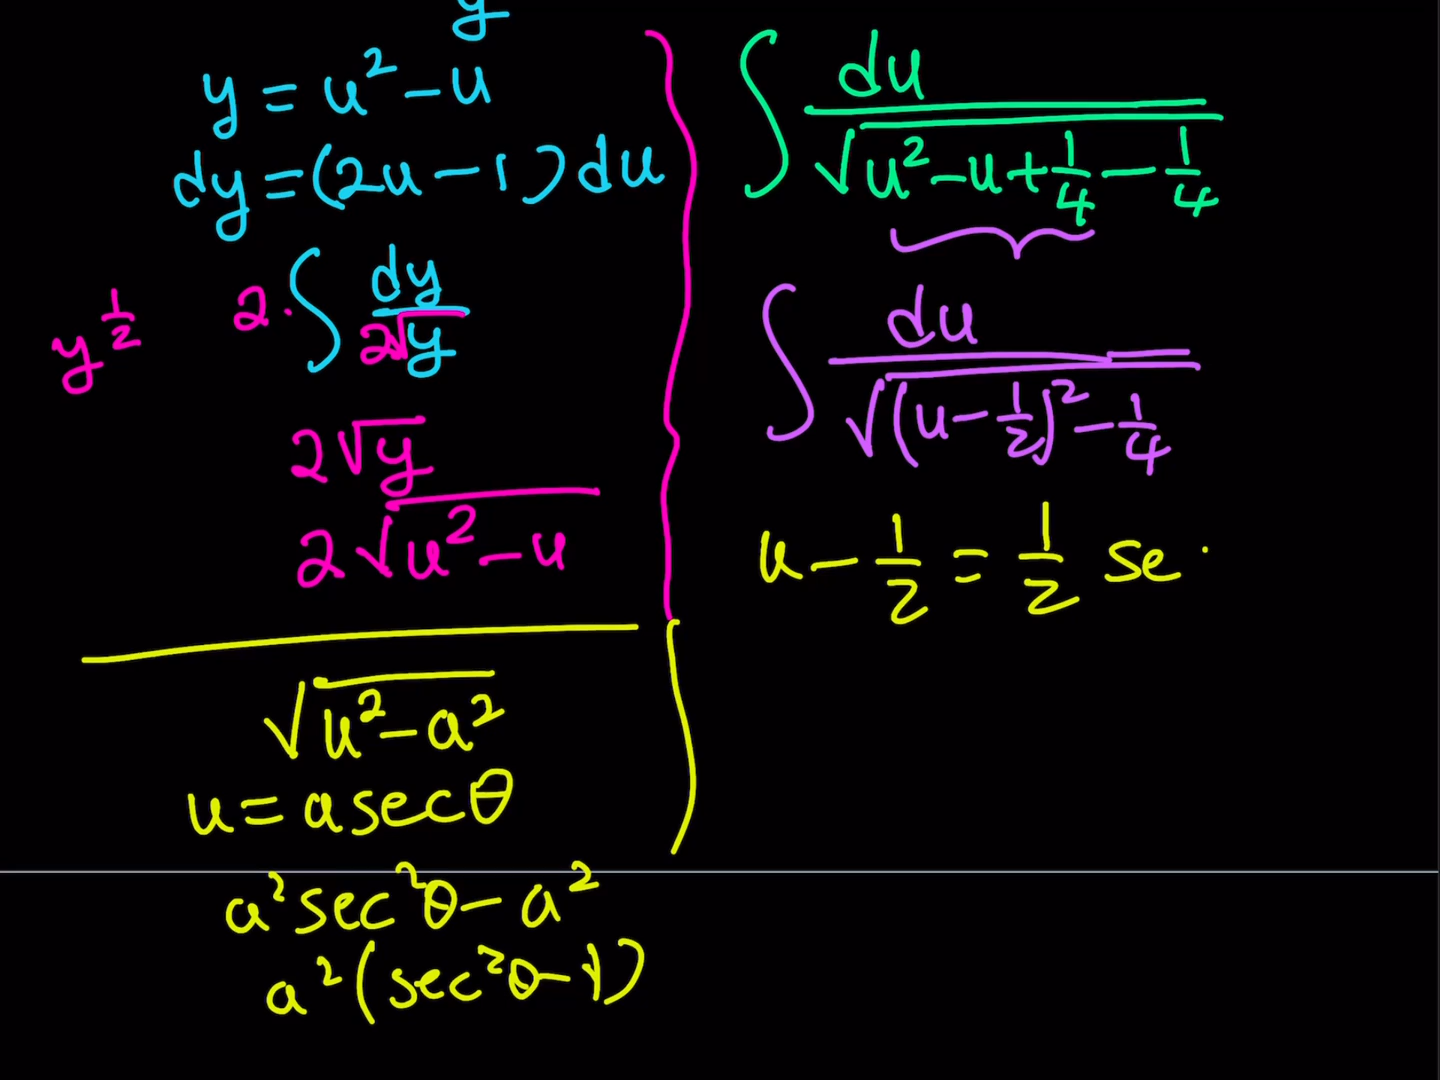 y
y = u² - u
dy = (2u - 1) du
y^(1/2)
2 · ∫ dy / (2√y)
2√y
2√(u² - u)
√(u² - a²)
u = a secθ
a² sec²θ - a²
a² (sec²θ - 1)
∫ du / √(u² - u + 1/4 - 1/4)
∫ du / √((u - 1/2)² - 1/4)
u - 1/2 = 1/2 se